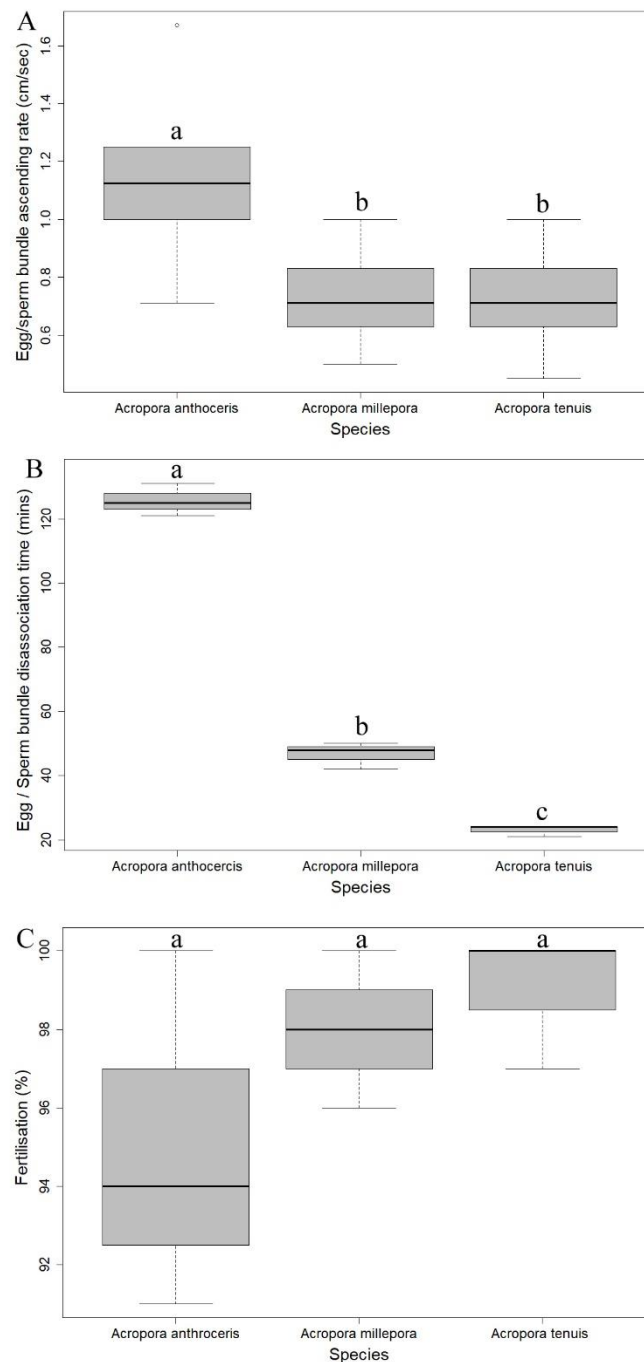 A
Egg/sperm bundle ascending rate (cm/sec)
1.6
1.4
1.2
1.0
0.8
0.6
a
b
b
Acropora anthoceris
Acropora millepora
Acropora tenuis
Species
B
Egg / Sperm bundle disassociation time (mins)
120
100
80
60
40
20
a
b
c
Acropora anthocercis
Acropora millepora
Acropora tenuis
Species
C
Fertilisation (%)
100
98
96
94
92
a
a
a
Acropora anthroceris
Acropora millepora
Acropora tenuis
Species